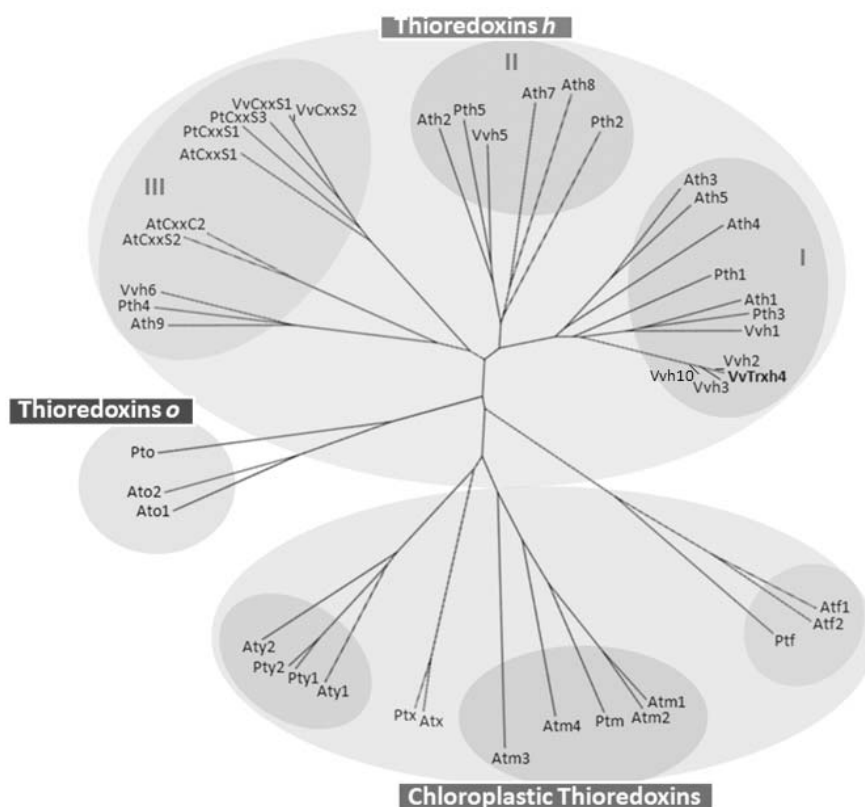 Thioredoxins h
II
VvCxxS1
VvCxxS2
PtCxxS3
PtCxxS1
AtCxxS1
III
AtCxxC2
AtCxxS2
Vvh6
Pth4
Ath9
Ath2
Pth5
Vvh5
Ath7
Ath8
Pth2
Ath3
Ath5
Ath4
I
Pth1
Ath1
Pth3
Vvh1
Vvh2
VvTrxh4
Vvh10
Vvh3
Thioredoxins o
Pto
Ato2
Ato1
Aty2
Pty2
Pty1
Aty1
Ptx
Atx
Atm3
Atm4
Ptm
Atm1
Atm2
Atf1
Atf2
Ptf
Chloroplastic Thioredoxins